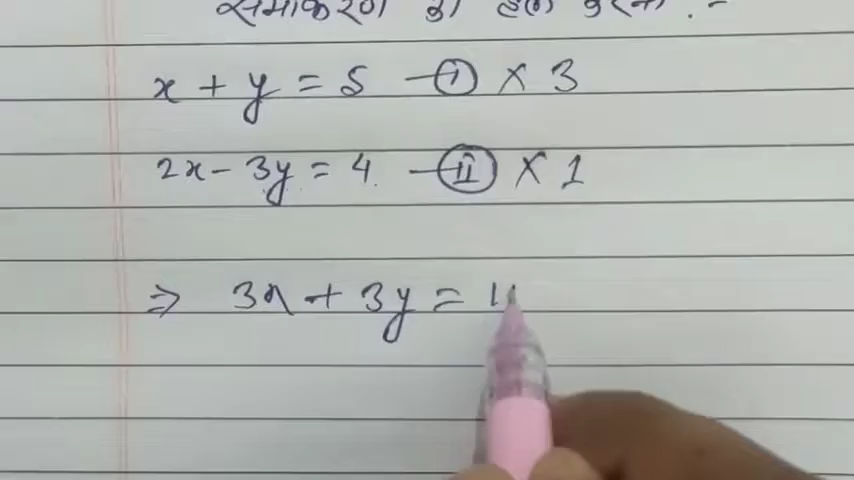 x + y = 5 — (i) × 3
2x - 3y = 4 — (ii) × 1
⇒ 3x + 3y = 1